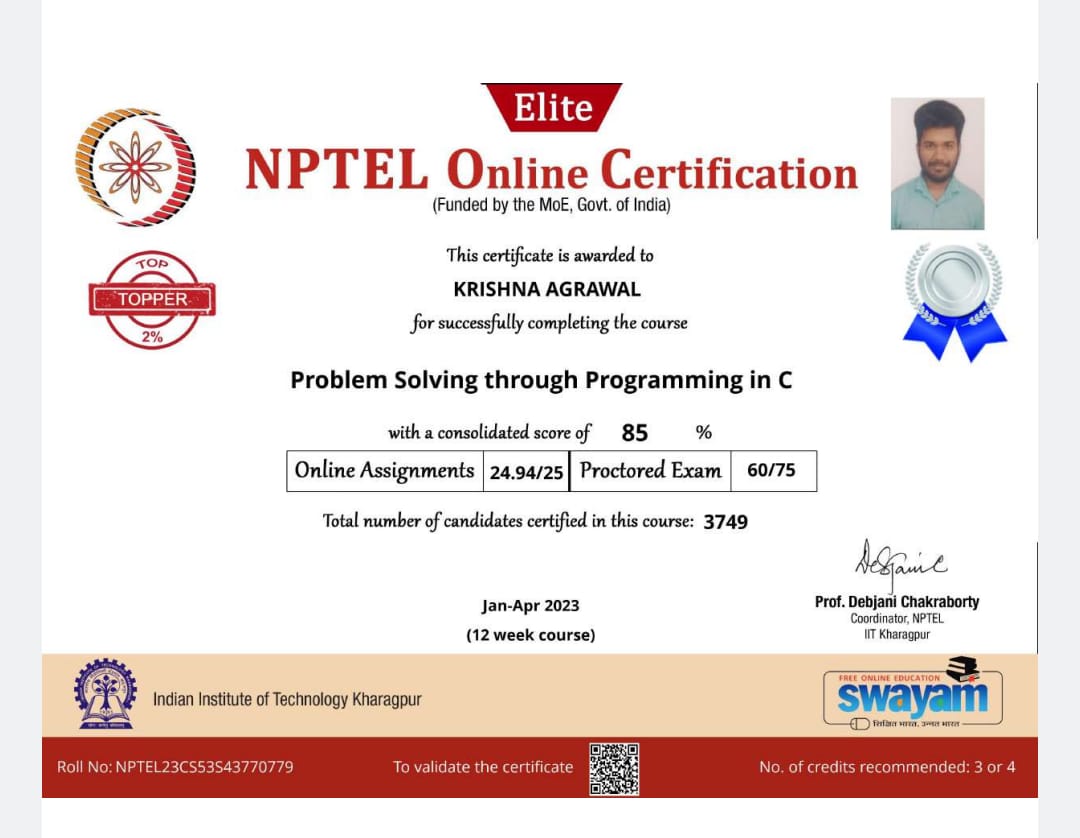 Elite
NPTEL Online Certification
(Funded by the MoE, Govt. of India)
This certificate is awarded to
KRISHNA AGRAWAL
for successfully completing the course
TOP
TOPPER
2%
Problem Solving through Programming in C
with a consolidated score of 85 %
Online Assignments 24.94/25 Proctored Exam 60/75
Total number of candidates certified in this course: 3749
Jan-Apr 2023
(12 week course)
Prof. Debjani Chakraborty
Coordinator, NPTEL
IIT Kharagpur
Indian Institute of Technology Kharagpur
FREE ONLINE EDUCATION
swayam
शिक्षित भारत, उन्नत भारत
Roll No: NPTEL23CS53S43770779
To validate the certificate
No. of credits recommended: 3 or 4